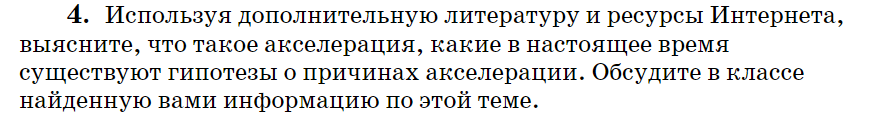 4. Используя дополнительную литературу и ресурсы Интернета,
выясните, что такое акселерация, какие в настоящее время
существуют гипотезы о причинах акселерации. Обсудите в классе
найденную вами информацию по этой теме.